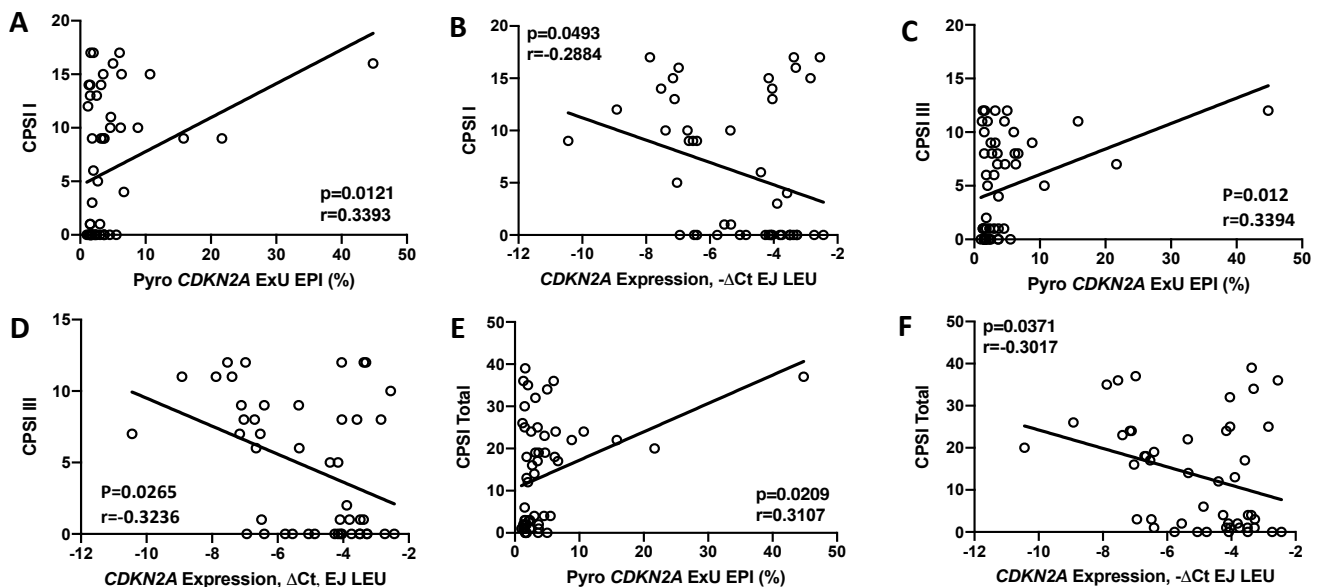 A
20
15
10
5
0
CPSI I
0 10 20 30 40 50
Pyro CDKN2A ExU EPI (%)
p=0.0121
r=0.3393
B
p=0.0493
r=-0.2884
20
15
10
5
0
CPSI I
-12 -10 -8 -6 -4 -2
CDKN2A Expression, -ΔCt EJ LEU
C
20
15
10
5
0
CPSI III
0 10 20 30 40 50
Pyro CDKN2A ExU EPI (%)
P=0.012
r=0.3394
D
15
10
5
0
CPSI III
P=0.0265
r=-0.3236
-12 -10 -8 -6 -4 -2
CDKN2A Expression, ΔCt, EJ LEU
E
50
40
30
20
10
0
CPSI Total
p=0.0209
r=0.3107
0 20 40 60
Pyro CDKN2A ExU EPI (%)
F
p=0.0371
r=-0.3017
50
40
30
20
10
0
CPSI Total
-12 -10 -8 -6 -4 -2
CDKN2A Expression, -ΔCt EJ LEU